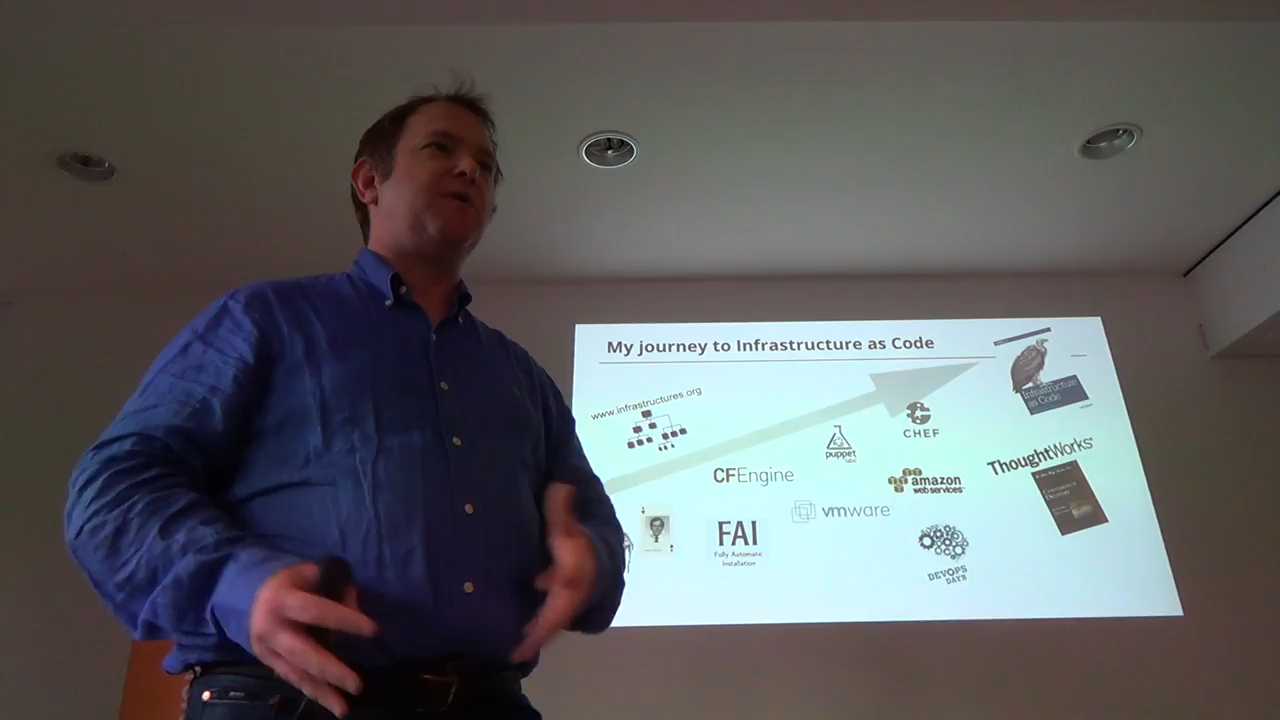 My journey to Infrastructure as Code
www.infrastructures.org
CHEF
puppet
labs
CFEngine
amazon
web services
vmware
FAI
Fully Automatic
Installation
DEVOPS
DAYS
Infrastructure
as Code
ThoughtWorks